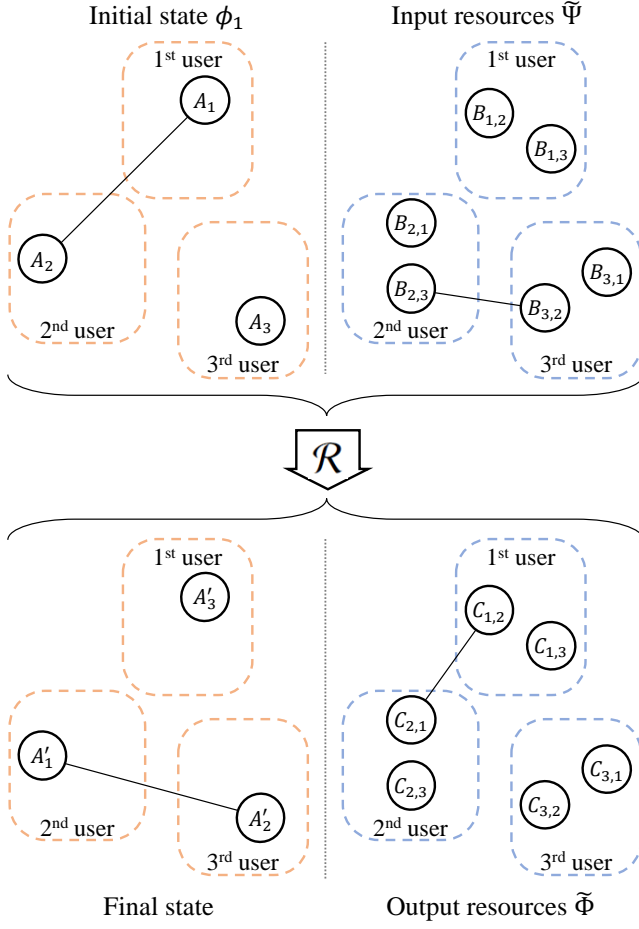 Initial state ϕ₁
Input resources Ψ̃
1ˢᵗ user
A₁
A₂
2ⁿᵈ user
A₃
3ʳᵈ user
1ˢᵗ user
B₁,₂
B₁,₃
B₂,₁
B₂,₃
2ⁿᵈ user
B₃,₁
B₃,₂
3ʳᵈ user
ℛ
1ˢᵗ user
A′₃
A′₁
2ⁿᵈ user
A′₂
3ʳᵈ user
1ˢᵗ user
C₁,₂
C₁,₃
C₂,₁
C₂,₃
2ⁿᵈ user
C₃,₁
C₃,₂
3ʳᵈ user
Final state
Output resources Φ̃